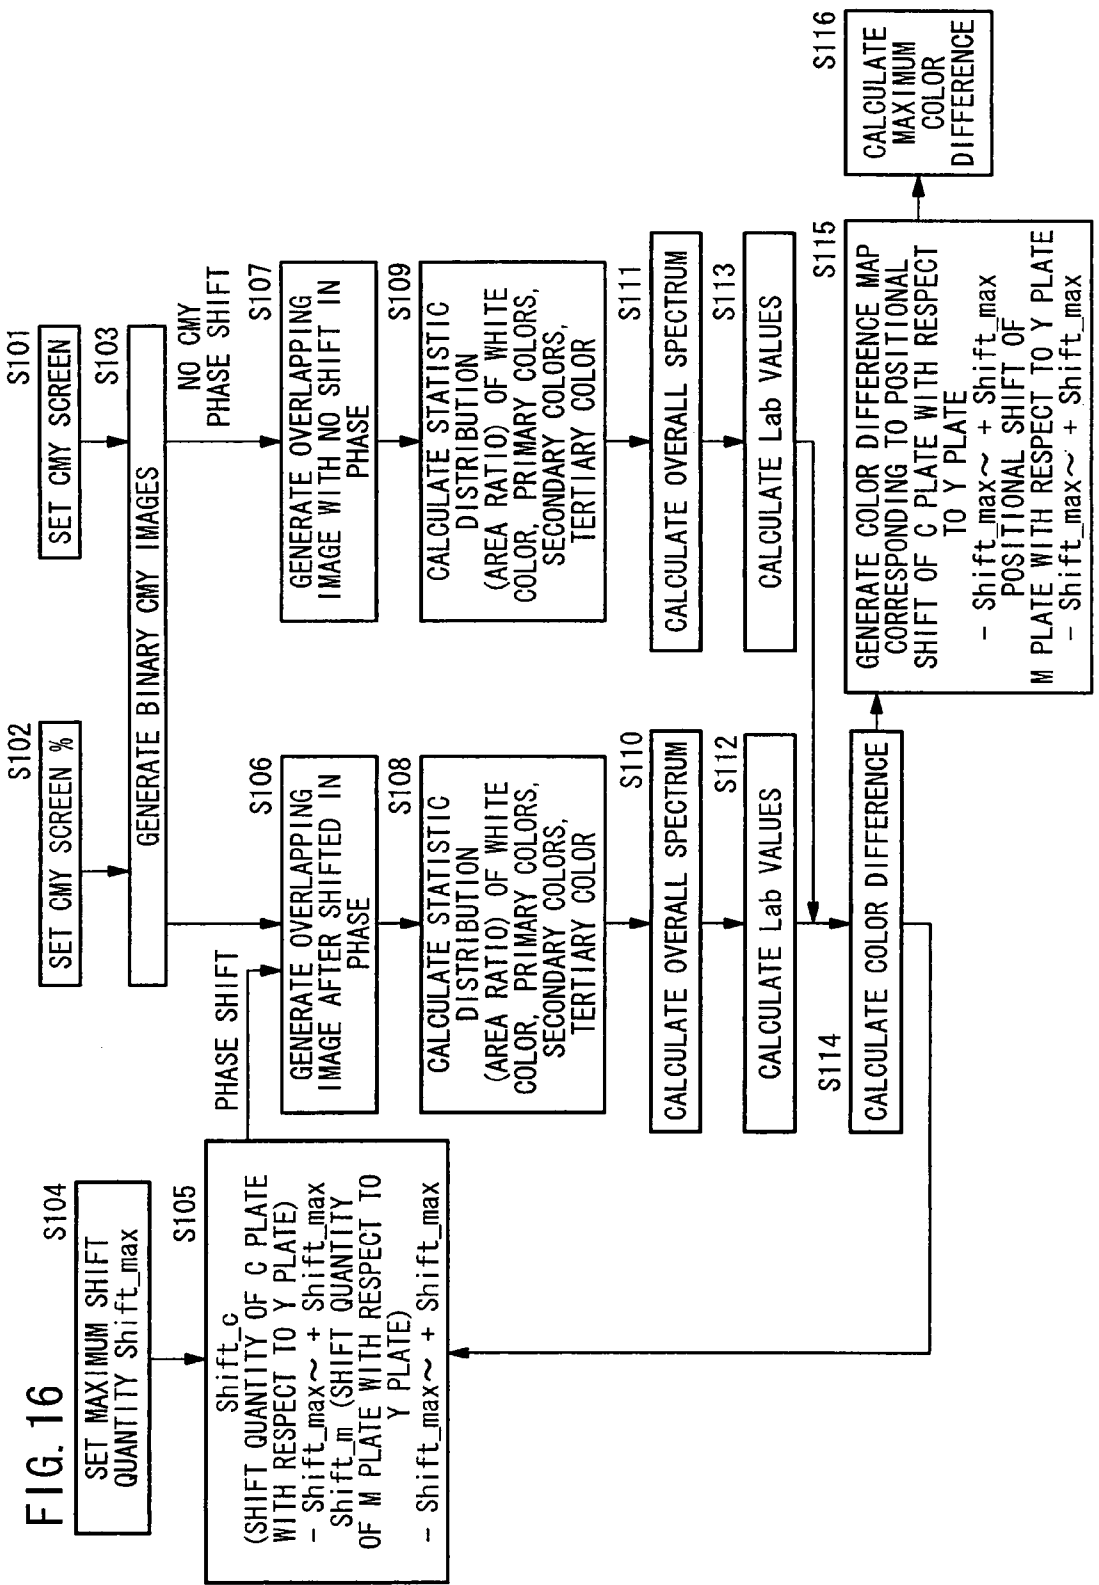 FIG. 16
S104
SET MAXIMUM SHIFT
QUANTITY Shift_max
S105
Shift_c
(SHIFT QUANTITY OF C PLATE
WITH RESPECT TO Y PLATE)
- Shift_max~ + Shift_max
Shift_m (SHIFT QUANTITY
OF M PLATE WITH RESPECT TO
Y PLATE)
- Shift_max~ + Shift_max
S102
SET CMY SCREEN %
S101
SET CMY SCREEN
S103
GENERATE BINARY CMY IMAGES
PHASE SHIFT
NO CMY
PHASE SHIFT
S106
GENERATE OVERLAPPING
IMAGE AFTER SHIFTED IN
PHASE
S107
GENERATE OVERLAPPING
IMAGE WITH NO SHIFT IN
PHASE
S108
CALCULATE STATISTIC
DISTRIBUTION
(AREA RATIO) OF WHITE
COLOR, PRIMARY COLORS,
SECONDARY COLORS,
TERTIARY COLOR
S109
CALCULATE STATISTIC
DISTRIBUTION
(AREA RATIO) OF WHITE
COLOR, PRIMARY COLORS,
SECONDARY COLORS,
TERTIARY COLOR
S110
CALCULATE OVERALL SPECTRUM
S111
CALCULATE OVERALL SPECTRUM
S112
CALCULATE Lab VALUES
S113
CALCULATE Lab VALUES
S114
CALCULATE COLOR DIFFERENCE
S115
GENERATE COLOR DIFFERENCE MAP
CORRESPONDING TO POSITIONAL
SHIFT OF C PLATE WITH RESPECT
TO Y PLATE
- Shift_max~ + Shift_max
POSITIONAL SHIFT OF
M PLATE WITH RESPECT TO Y PLATE
- Shift_max~ + Shift_max
S116
CALCULATE
MAXIMUM
COLOR
DIFFERENCE